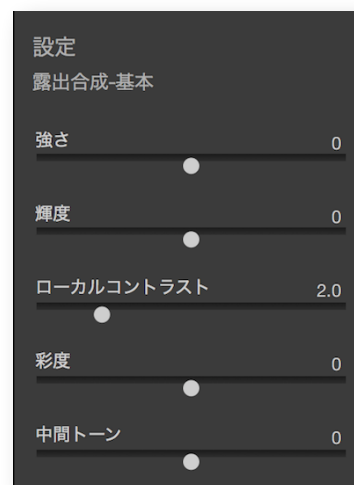 設定
露出合成-基本
強さ 0
輝度 0
ローカルコントラスト 2.0
彩度 0
中間トーン 0